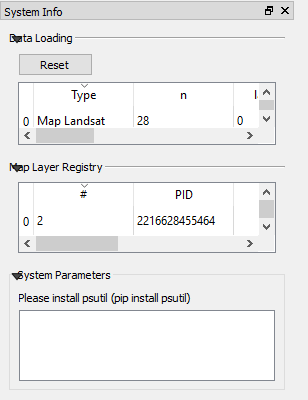 System Info
Data Loading
Reset
Type n
0 Map Landsat 28 0
Map Layer Registry
# PID
0 2 2216628455464
System Parameters
Please install psutil (pip install psutil)